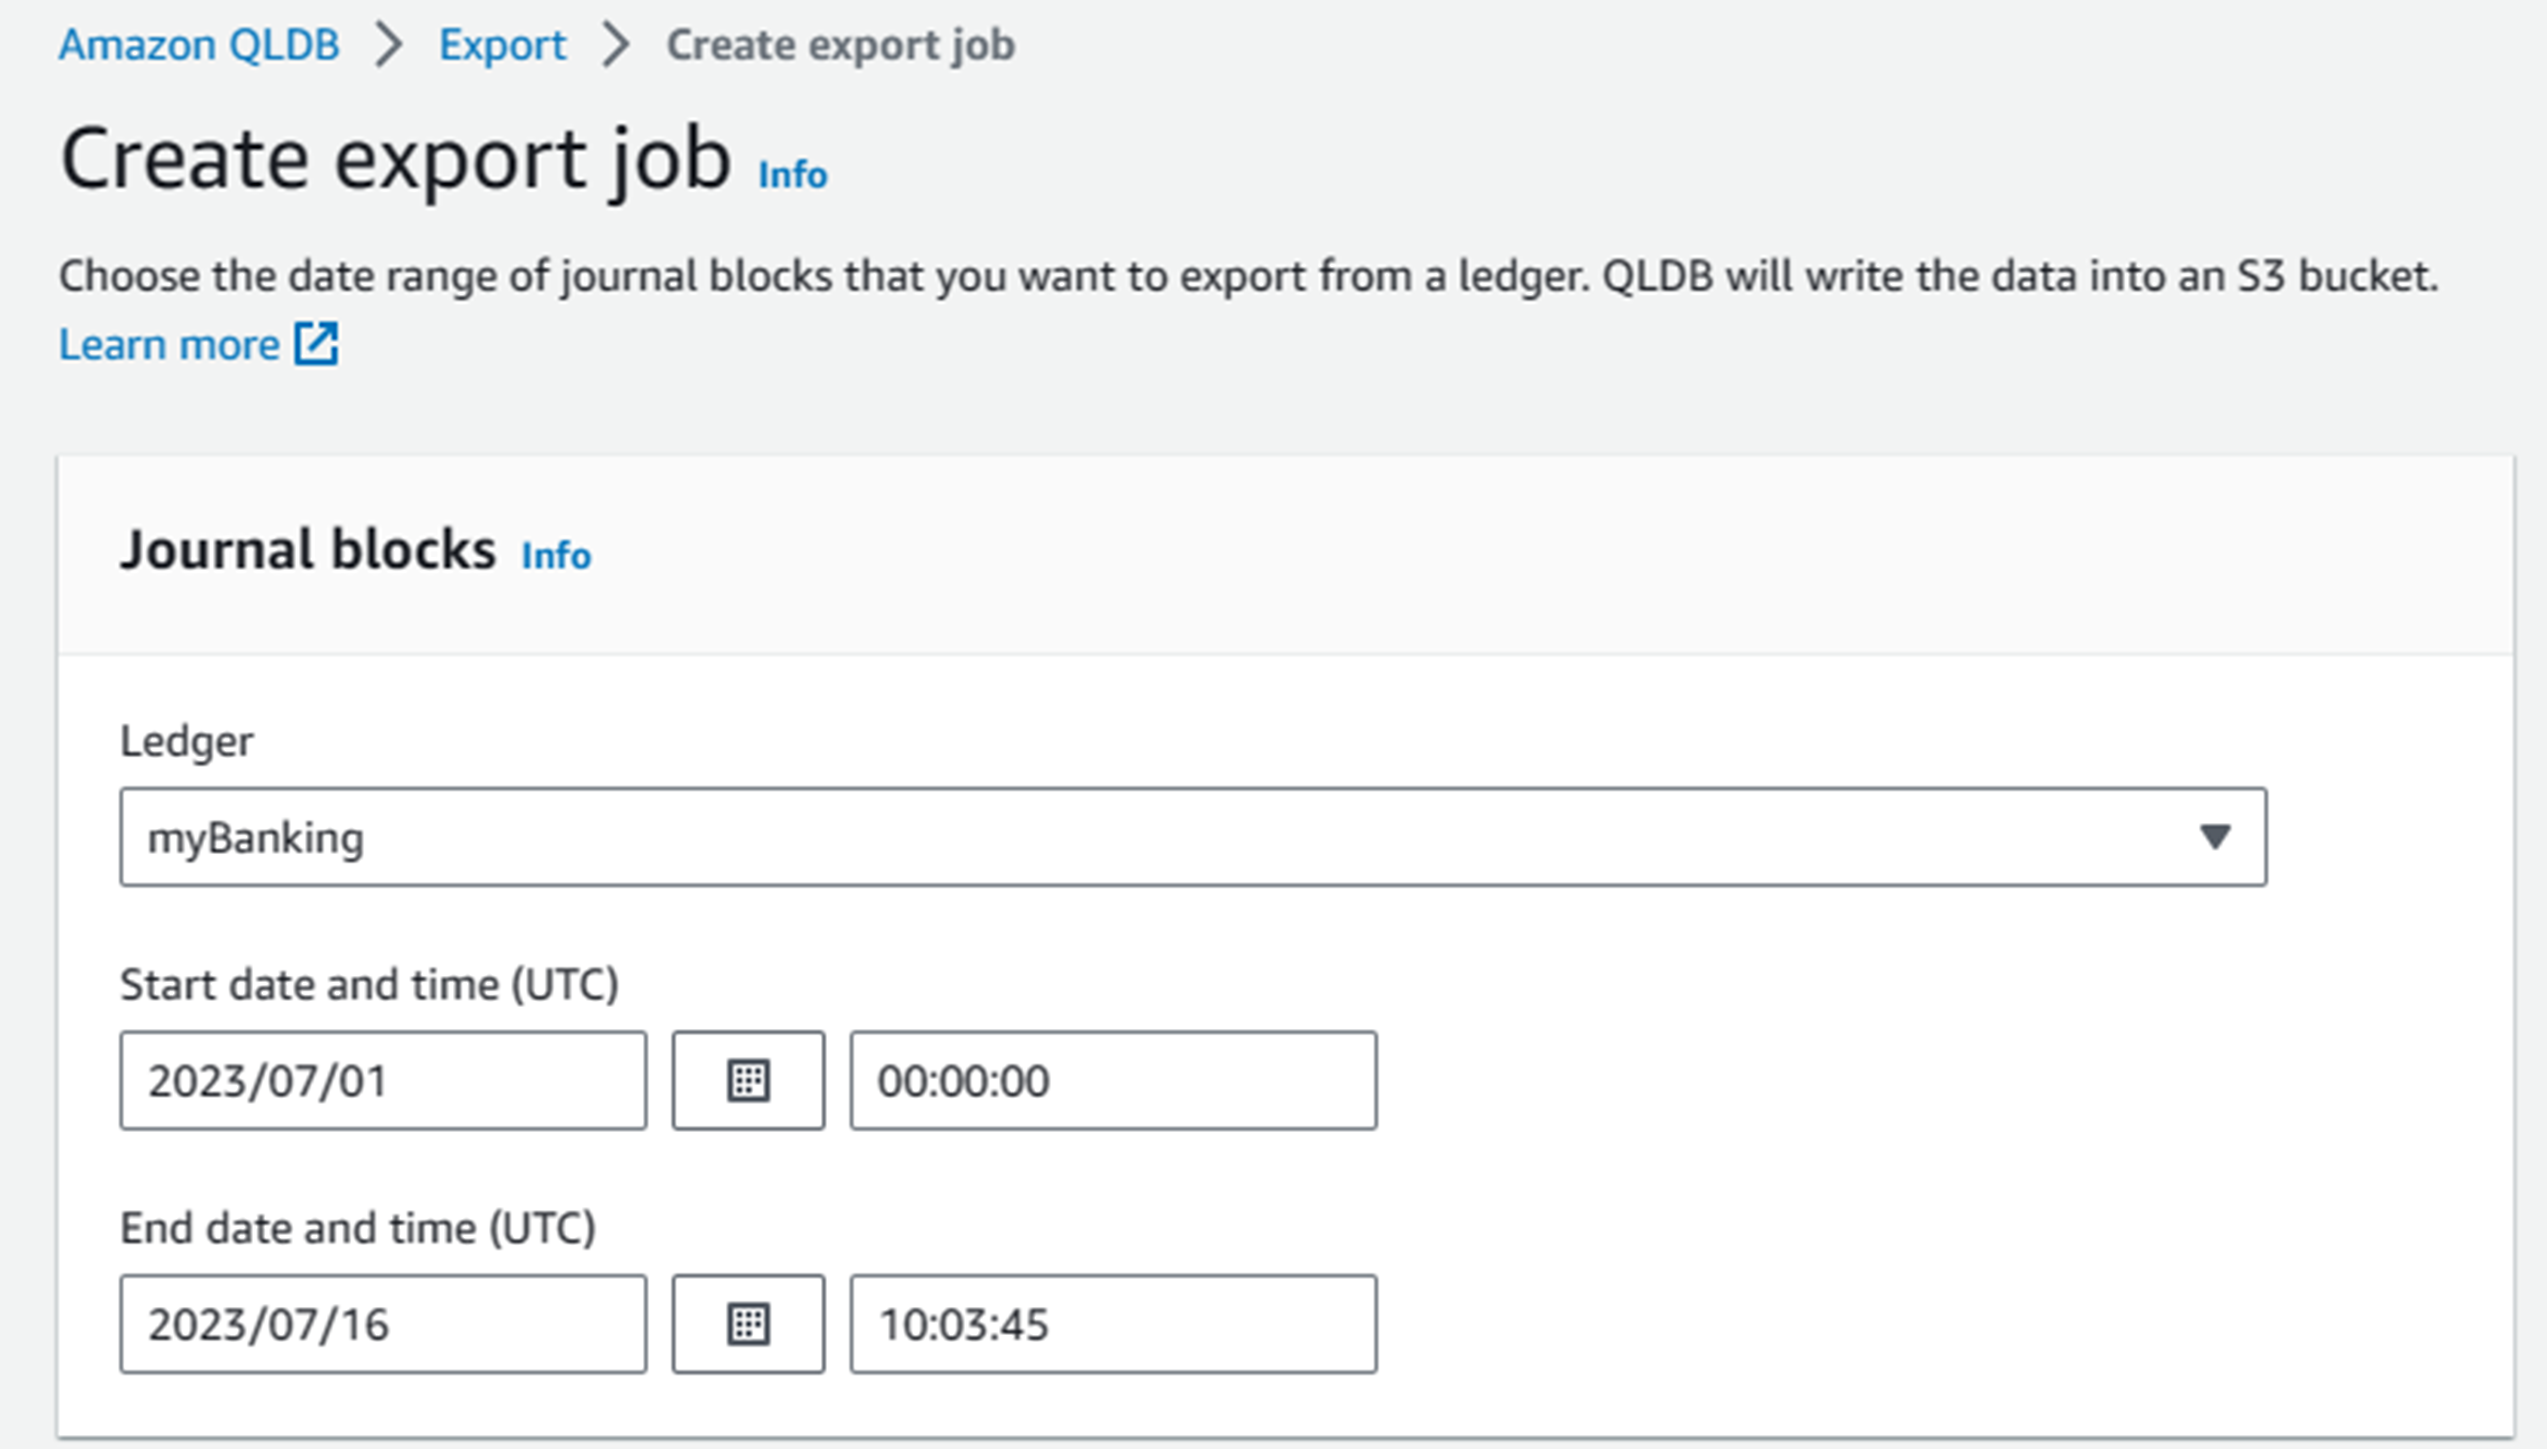 Amazon QLDB > Export > Create export job
Create export job Info
Choose the date range of journal blocks that you want to export from a ledger. QLDB will write the data into an S3 bucket.
Learn more
Journal blocks Info
Ledger
myBanking
Start date and time (UTC)
2023/07/01 00:00:00
End date and time (UTC)
2023/07/16 10:03:45